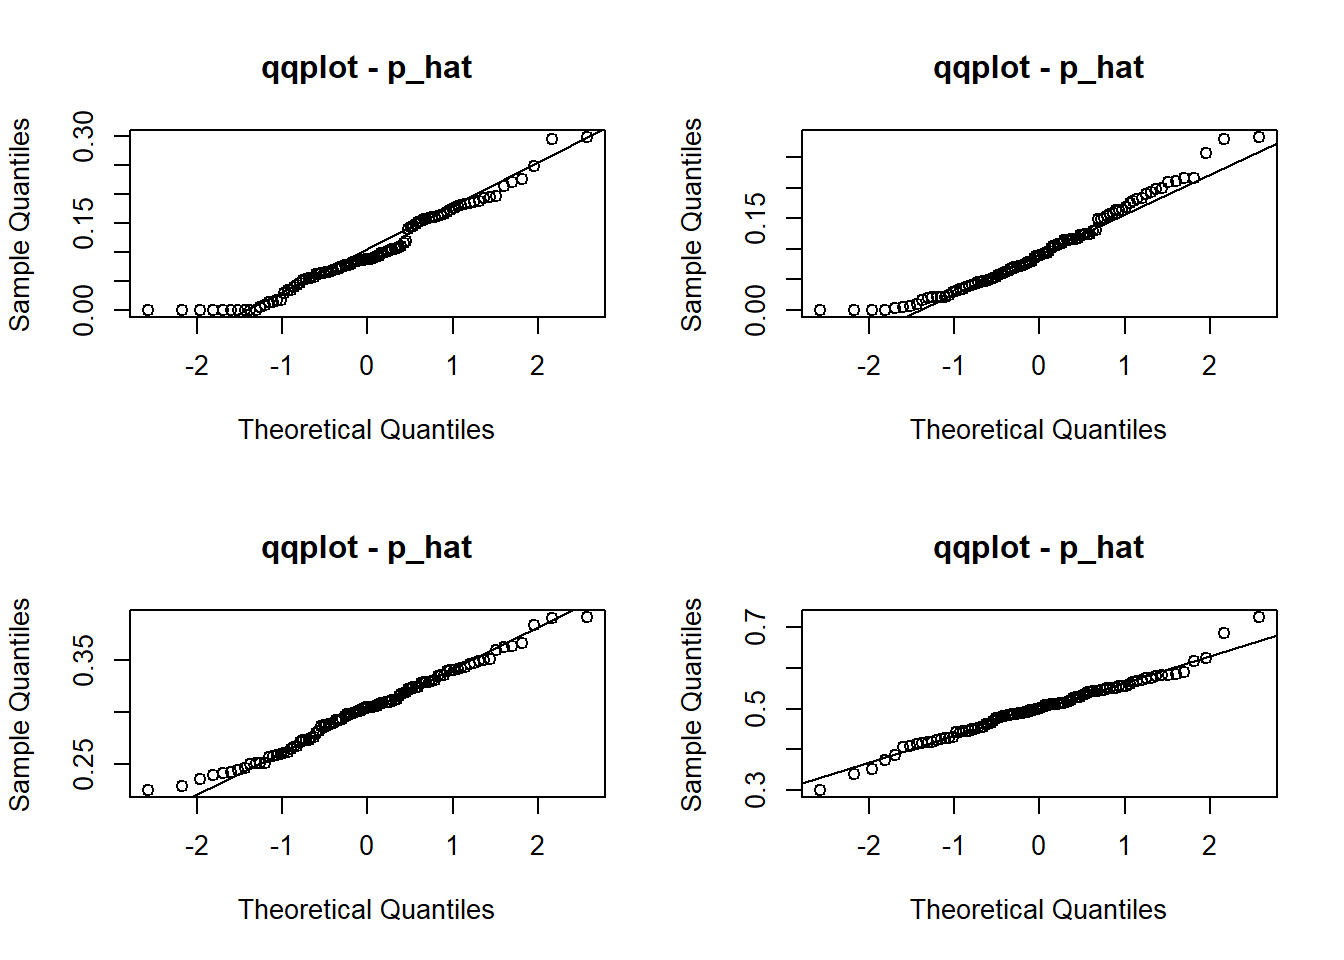 qqplot - p_hat
Sample Quantiles
0.00 0.15 0.30
-2 -1 0 1 2
Theoretical Quantiles
qqplot - p_hat
Sample Quantiles
0.00 0.15
-2 -1 0 1 2
Theoretical Quantiles
qqplot - p_hat
Sample Quantiles
0.25 0.35
-2 -1 0 1 2
Theoretical Quantiles
qqplot - p_hat
Sample Quantiles
0.3 0.5 0.7
-2 -1 0 1 2
Theoretical Quantiles